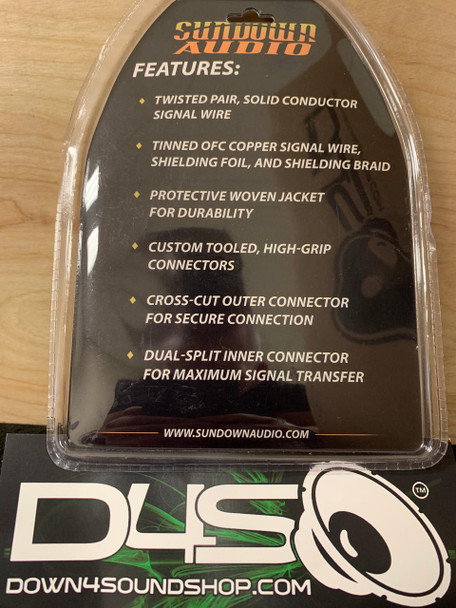 SUNDOWN
AUDIO
FEATURES:
♦ TWISTED PAIR, SOLID CONDUCTOR
SIGNAL WIRE
♦ TINNED OFC COPPER SIGNAL WIRE,
SHIELDING FOIL, AND SHIELDING BRAID
♦ PROTECTIVE WOVEN JACKET
FOR DURABILITY
♦ CUSTOM TOOLED, HIGH-GRIP
CONNECTORS
♦ CROSS-CUT OUTER CONNECTOR
FOR SECURE CONNECTION
♦ DUAL-SPLIT INNER CONNECTOR
FOR MAXIMUM SIGNAL TRANSFER
WWW.SUNDOWNAUDIO.COM
D4S TM
DOWN4SOUNDSHOP.COM